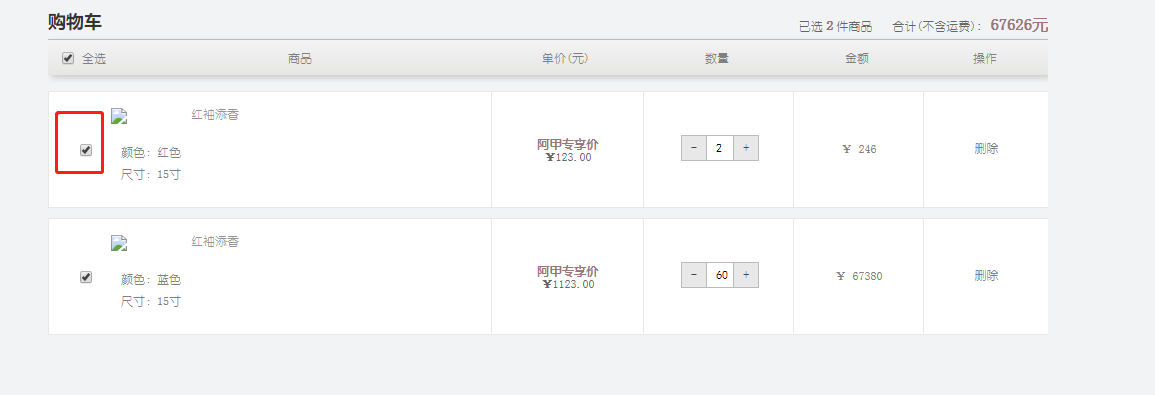 购物车
已选 2 件商品 合计(不含运费)： 67626元
全选 商品 单价(元) 数量 金额 操作
红袖添香
颜色：红色
尺寸：15寸
阿甲专享价
¥123.00
- 2 +
¥ 246
删除
红袖添香
颜色：蓝色
尺寸：15寸
阿甲专享价
¥1123.00
- 60 +
¥ 67380
删除